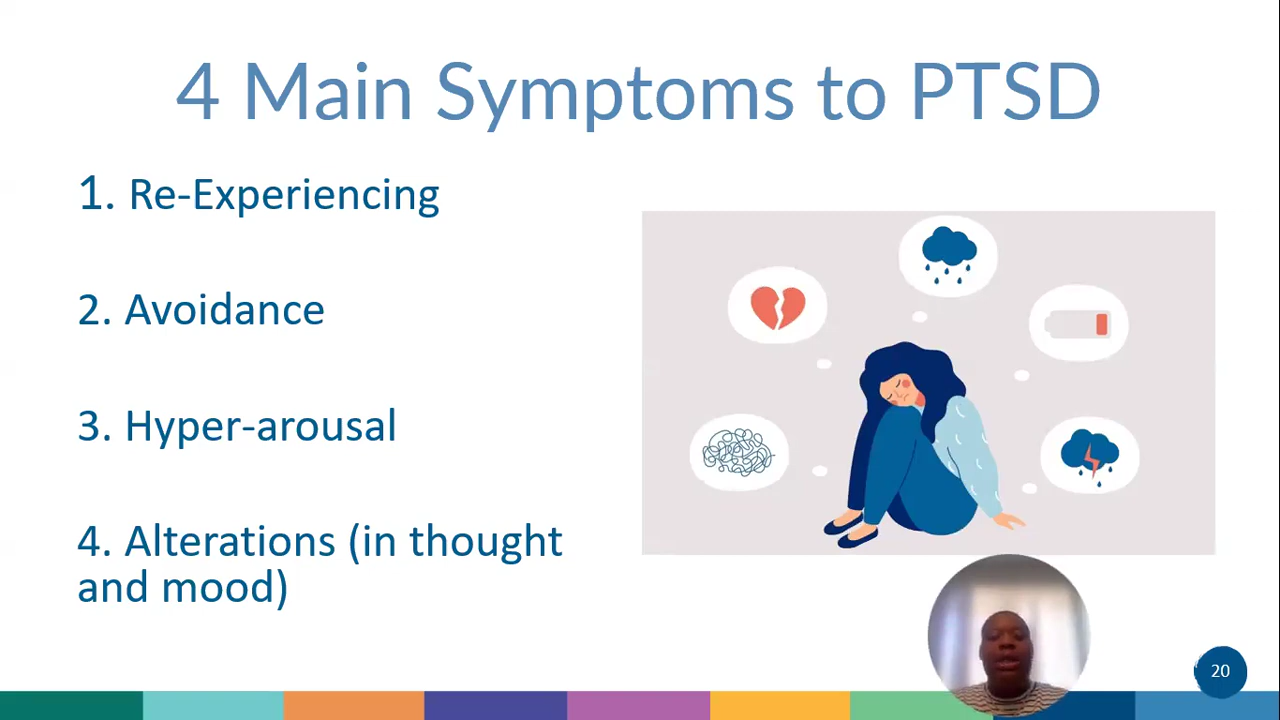 4 Main Symptoms to PTSD
1. Re-Experiencing
2. Avoidance
3. Hyper-arousal
4. Alterations (in thought
and mood)
20